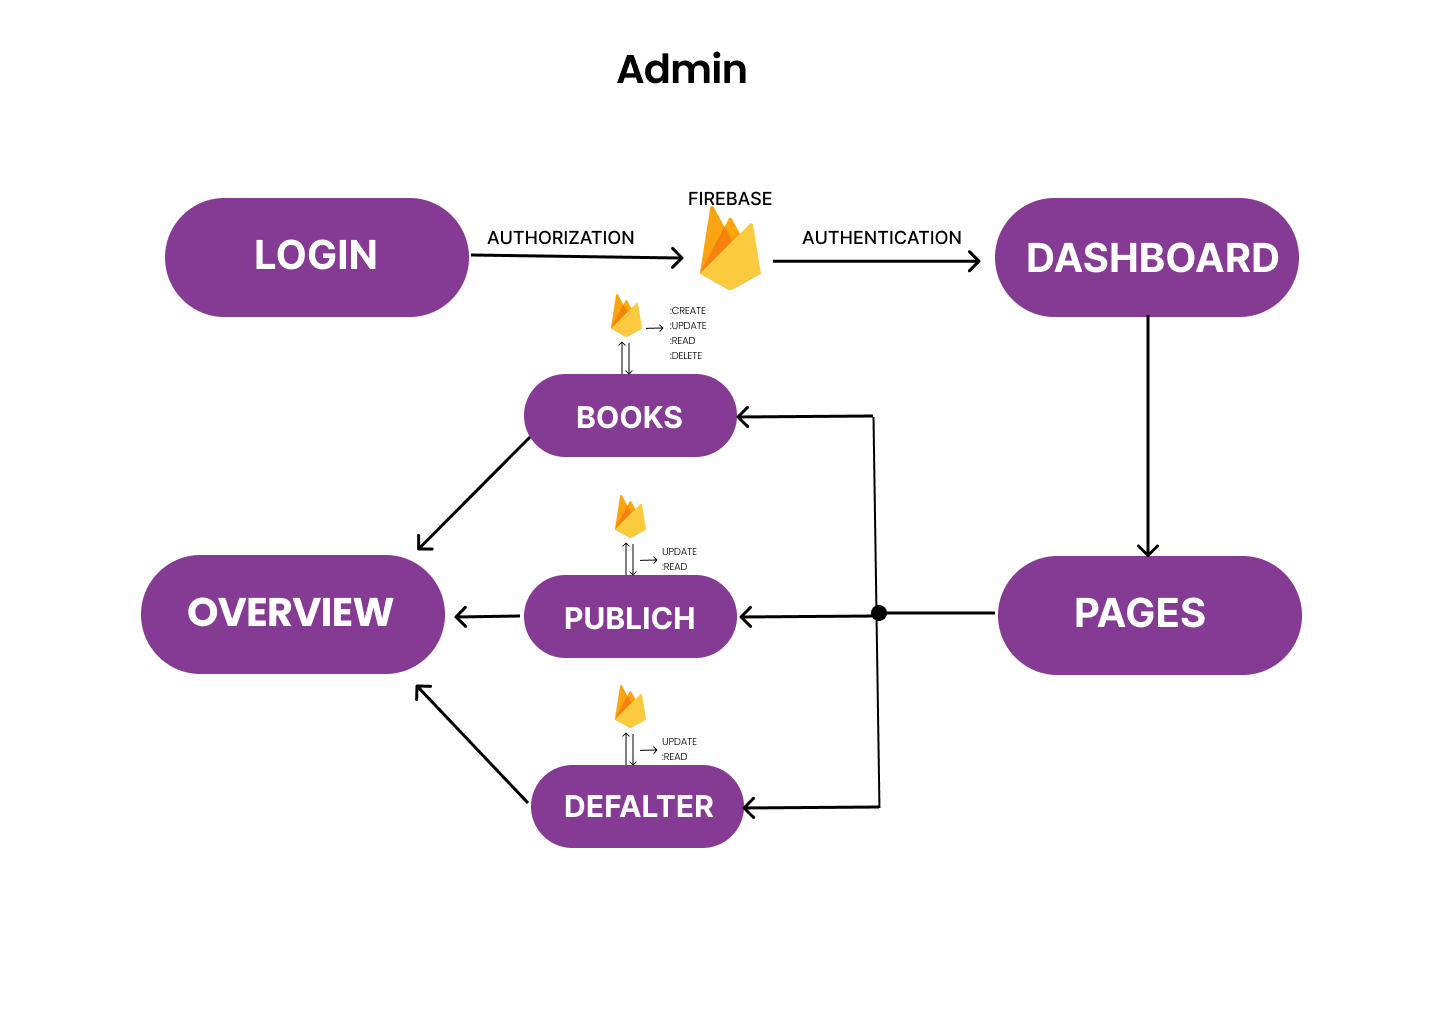 Admin
FIREBASE
LOGIN
AUTHORIZATION
AUTHENTICATION
DASHBOARD
:CREATE
:UPDATE
:READ
:DELETE
BOOKS
UPDATE
:READ
OVERVIEW
PUBLICH
PAGES
UPDATE
:READ
DEFALTER